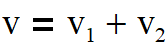 v = v₁ + v₂